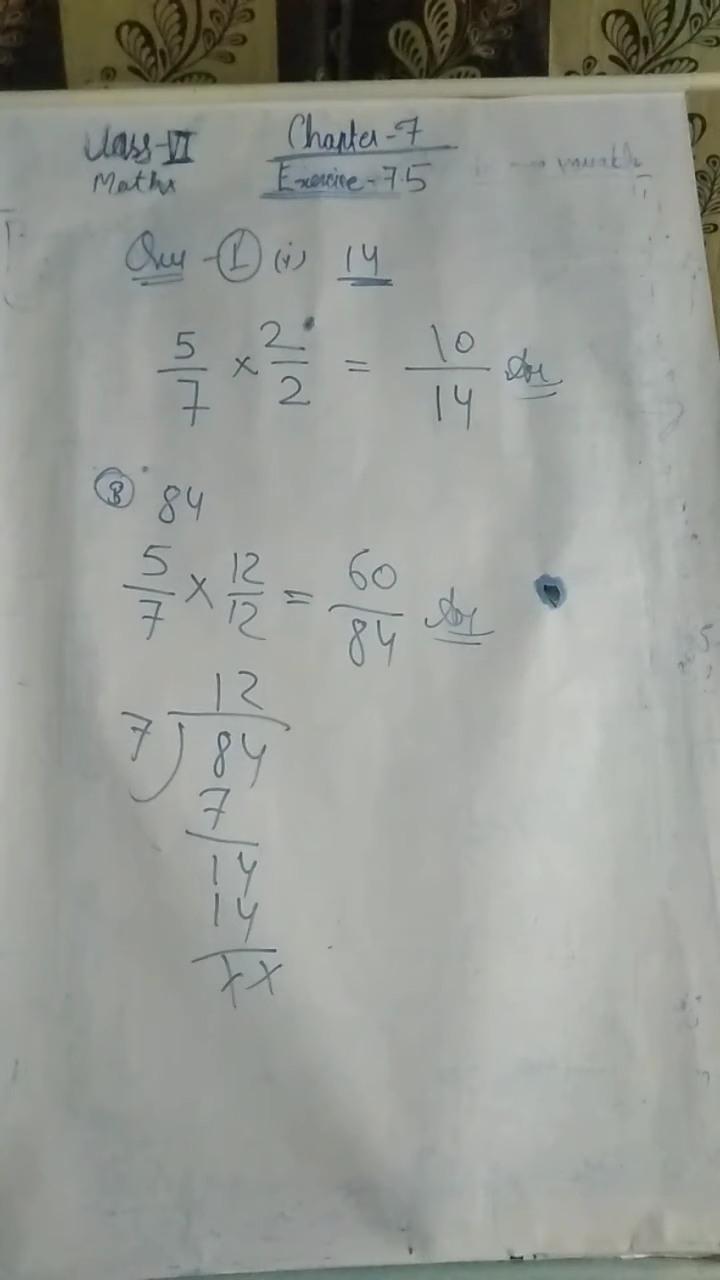 Class-VI
Maths
Chapter-7
Exercise-7.5
Que - ① (i) 14
5/7 × 2/2 = 10/14 Ans
84
5/7 × 12/12 = 60/84 Ans
12
7)84
7
14
14
××